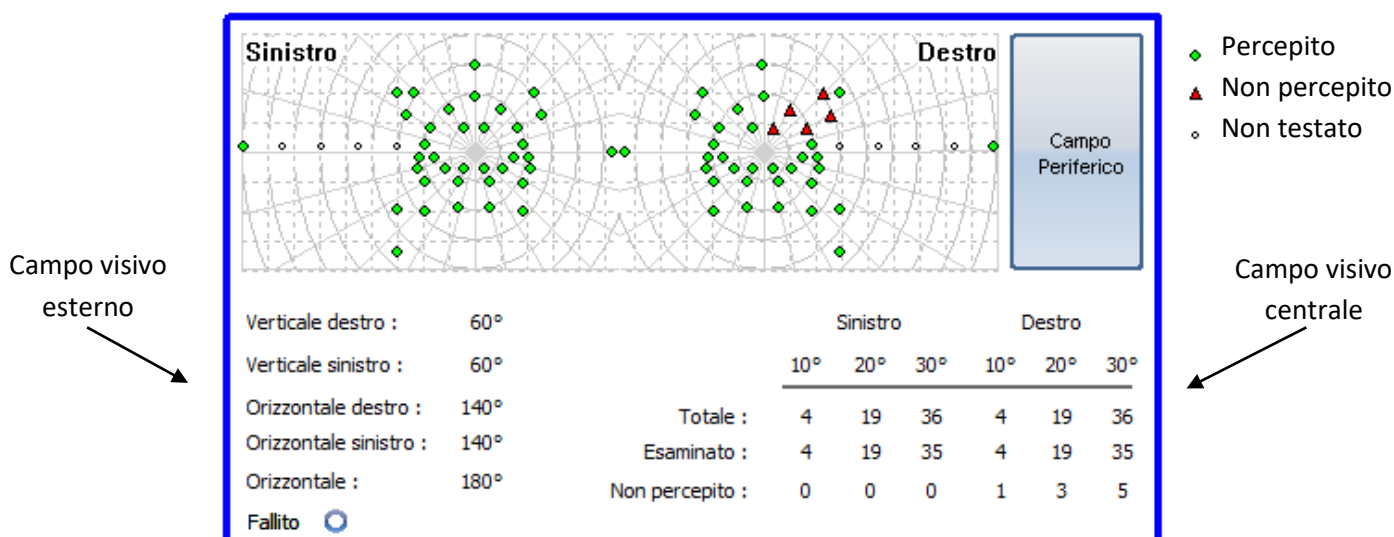 Sinistro
Destro
Campo
Periferico
Percepito
Non percepito
Non testato
Campo visivo
esterno
Campo visivo
centrale
Verticale destro : 60°
Verticale sinistro : 60°
Orizzontale destro : 140°
Orizzontale sinistro : 140°
Orizzontale : 180°
Fallito
Sinistro Destro
10° 20° 30° 10° 20° 30°
Totale : 4 19 36 4 19 36
Esaminato : 4 19 35 4 19 35
Non percepito : 0 0 0 1 3 5